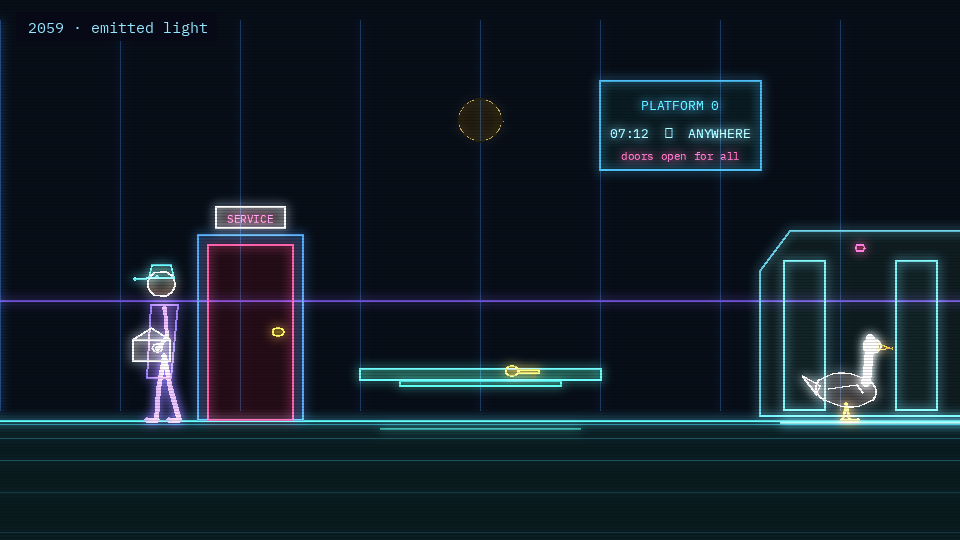 2059 · emitted light
PLATFORM 0
07:12 ANYWHERE
doors open for all
SERVICE